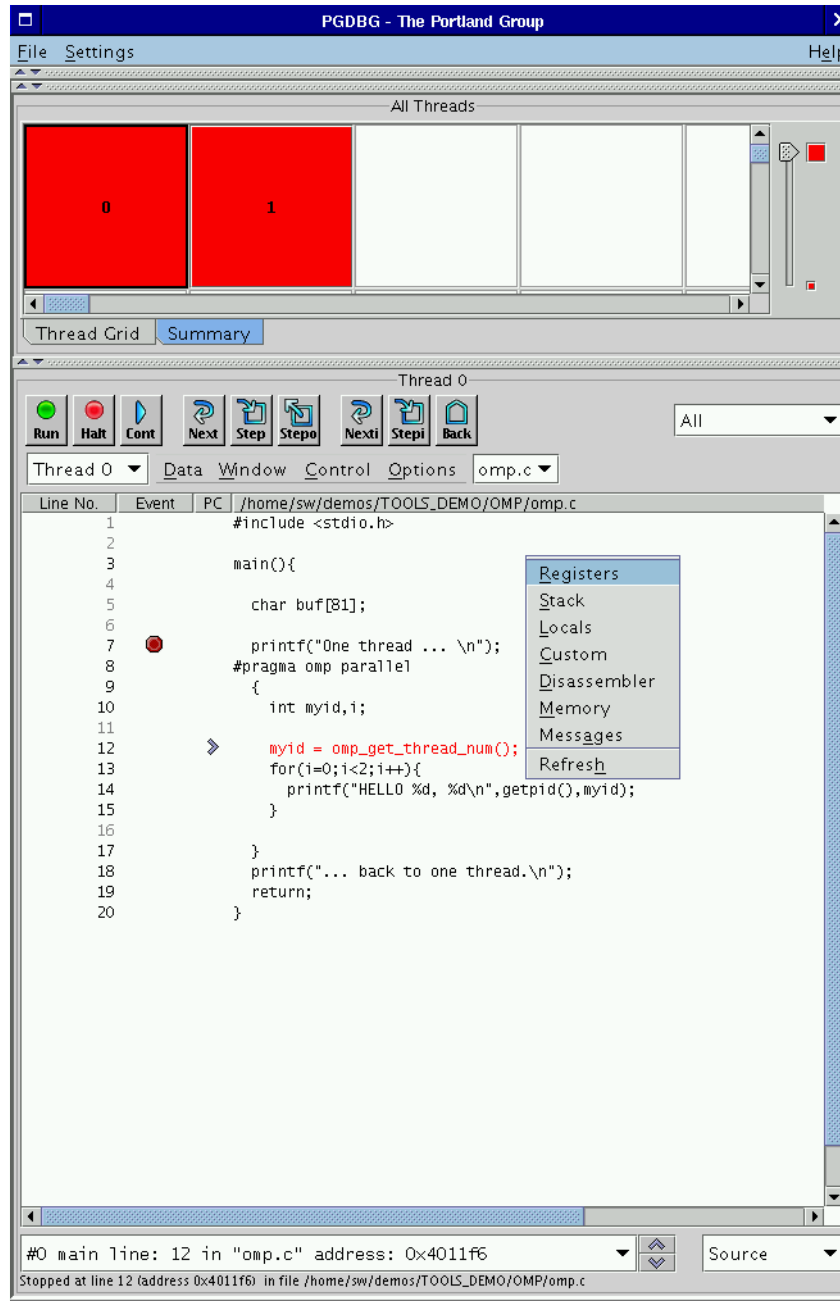 PGDBG - The Portland Group
File Settings Help
All Threads
0 1
Thread Grid Summary
Thread 0
Run Halt Cont Next Step Stepo Nexti Stepi Back All
Thread 0 Data Window Control Options omp.c
Line No. Event PC /home/sw/demos/TOOLS_DEMO/OMP/omp.c
1 #include <stdio.h>
2
3 main(){
4
5 char buf[81];
6
7 printf("One thread ... \n");
8 #pragma omp parallel
9 {
10 int myid,i;
11
12 myid = omp_get_thread_num();
13 for(i=0;i<2;i++){
14 printf("HELLO %d, %d\n",getpid(),myid);
15 }
16
17 }
18 printf("... back to one thread.\n");
19 return;
20 }
Registers
Stack
Locals
Custom
Disassembler
Memory
Messages
Refresh
#0 main line: 12 in "omp.c" address: 0x4011f6 Source
Stopped at line 12 (address 0x4011f6) in file /home/sw/demos/TOOLS_DEMO/OMP/omp.c